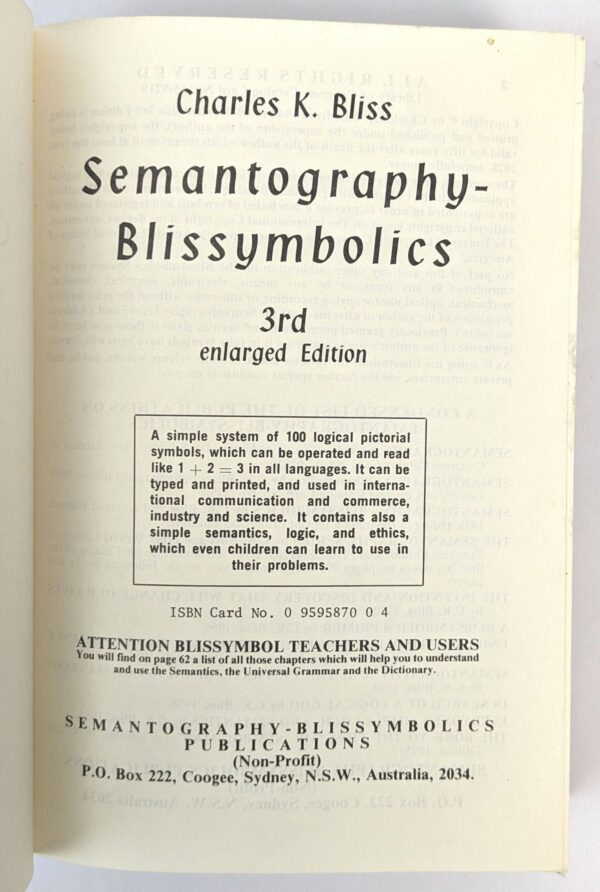 Charles K. Bliss
Semantography-
Blissymbolics
3rd
enlarged Edition
A simple system of 100 logical pictorial
symbols, which can be operated and read
like 1 + 2 = 3 in all languages. It can be
typed and printed, and used in interna-
tional communication and commerce,
industry and science. It contains also a
simple semantics, logic, and ethics,
which even children can learn to use in
their problems.
ISBN Card No. 0 9595870 0 4
ATTENTION BLISSYMBOL TEACHERS AND USERS
You will find on page 62 a list of all those chapters which will help you to understand
and use the Semantics, the Universal Grammar and the Dictionary.
SEMANTOGRAPHY-BLISSYMBOLICS
PUBLICATIONS
(Non-Profit)
P.O. Box 222, Coogee, Sydney, N.S.W., Australia, 2034.